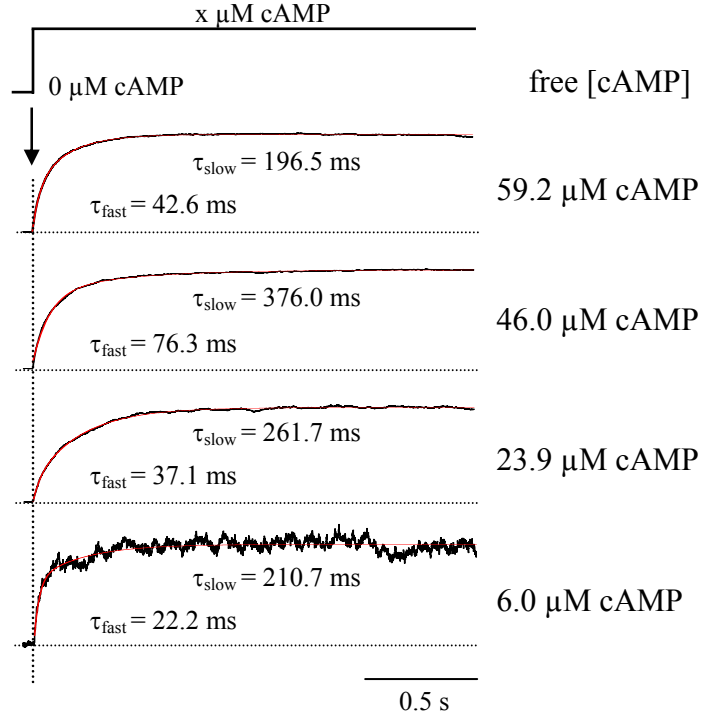 x µM cAMP
0 µM cAMP
free [cAMP]
τslow = 196.5 ms
τfast = 42.6 ms
59.2 µM cAMP
τslow = 376.0 ms
τfast = 76.3 ms
46.0 µM cAMP
τslow = 261.7 ms
τfast = 37.1 ms
23.9 µM cAMP
τslow = 210.7 ms
τfast = 22.2 ms
6.0 µM cAMP
0.5 s